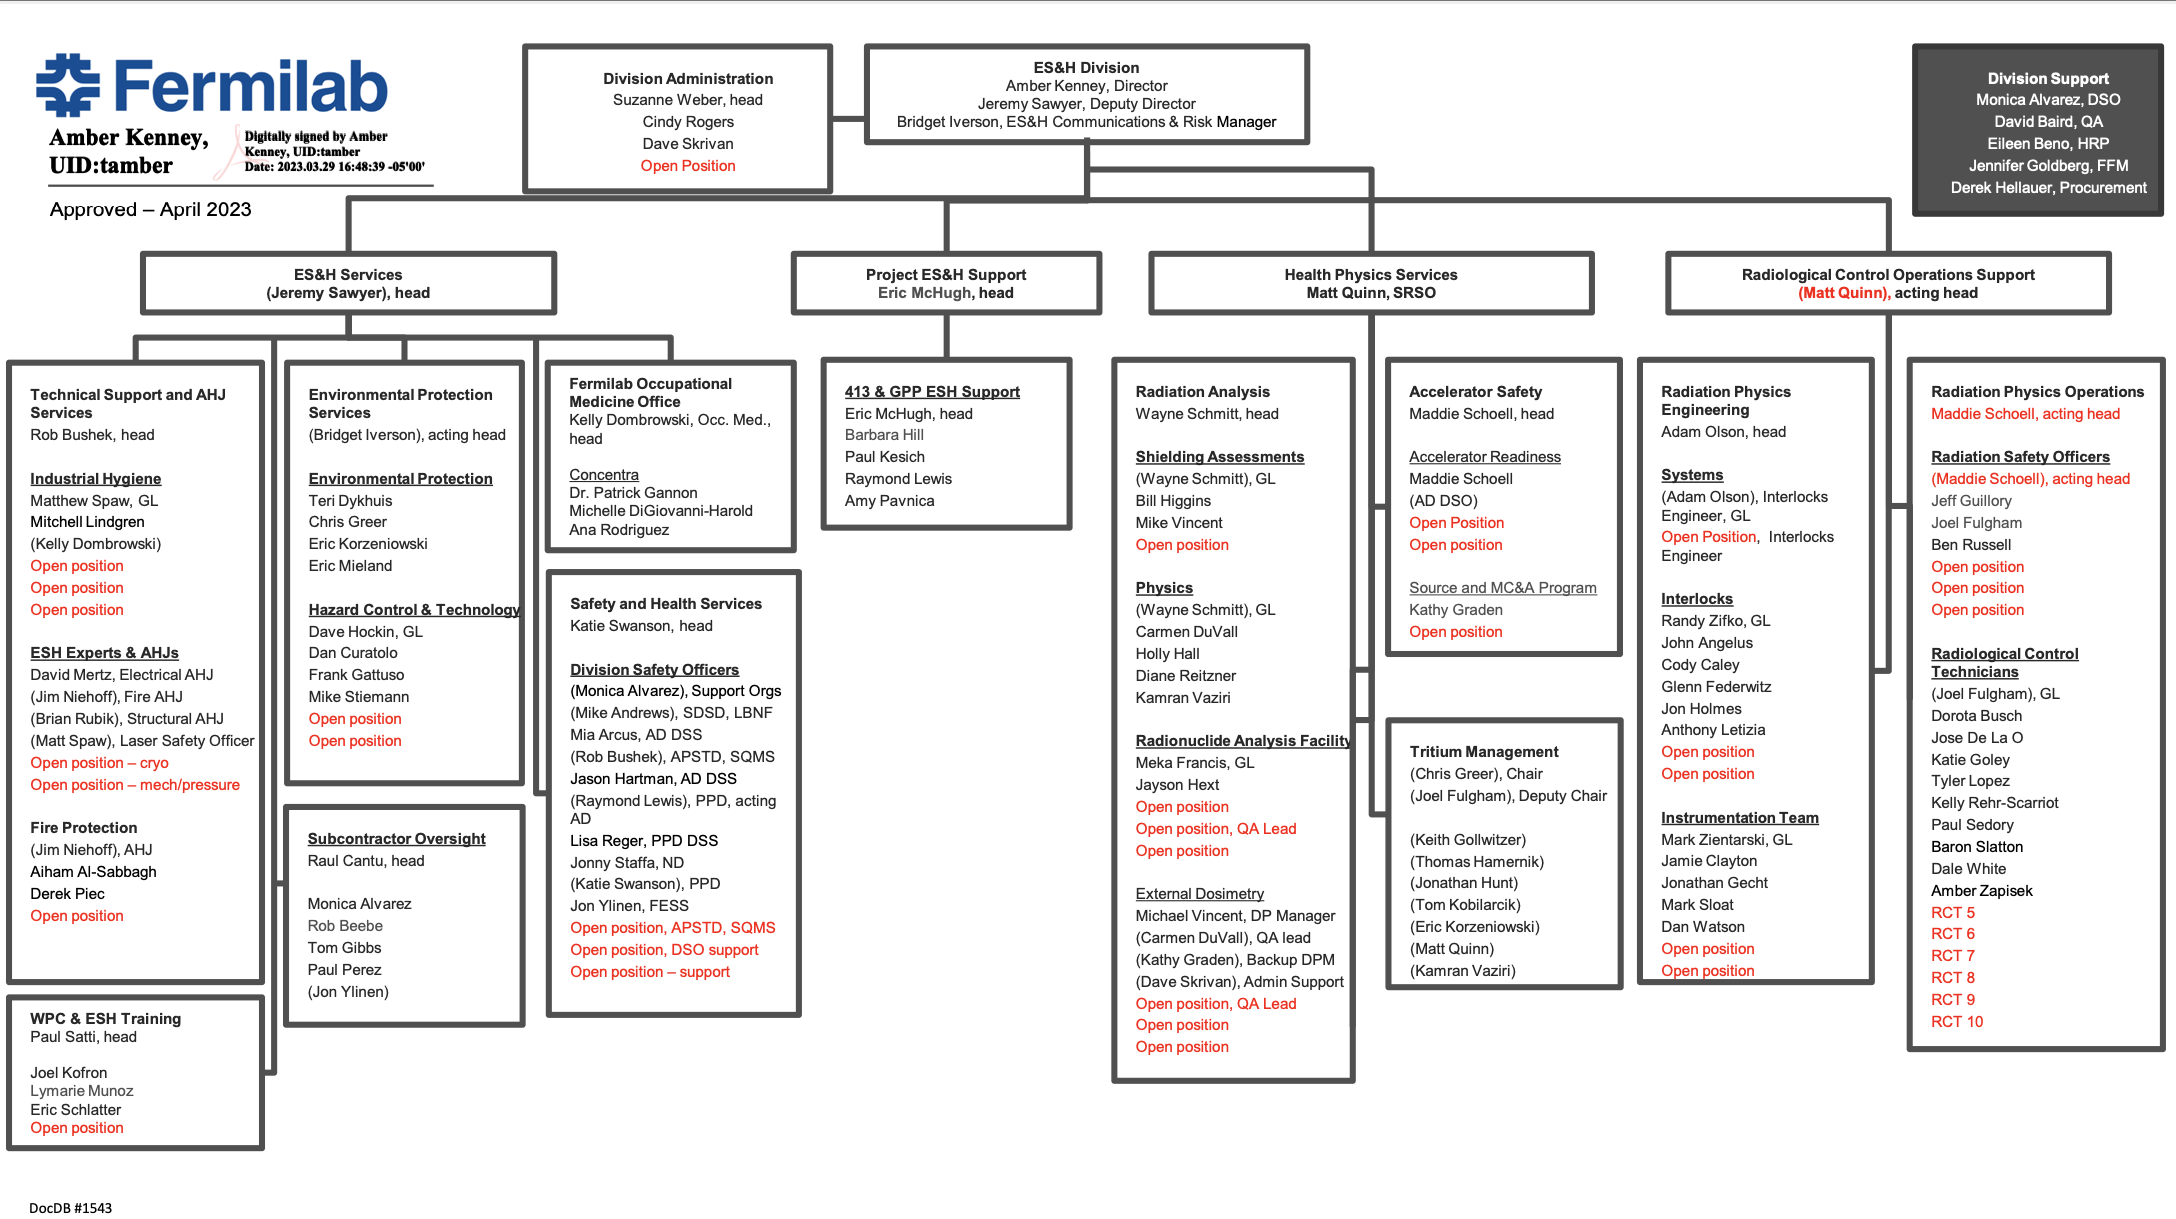 Fermilab
Amber Kenney,
UID:tamber
Digitally signed by Amber
Kenney, UID:tamber
Date: 2023.03.29 16:48:39 -05'00'
Approved – April 2023
Division Administration
Suzanne Weber, head
Cindy Rogers
Dave Skrivan
Open Position
ES&H Division
Amber Kenney, Director
Jeremy Sawyer, Deputy Director
Bridget Iverson, ES&H Communications & Risk Manager
Division Support
Monica Alvarez, DSO
David Baird, QA
Eileen Beno, HRP
Jennifer Goldberg, FFM
Derek Hellauer, Procurement
ES&H Services
(Jeremy Sawyer), head
Project ES&H Support
Eric McHugh, head
Health Physics Services
Matt Quinn, SRSO
Radiological Control Operations Support
(Matt Quinn), acting head
Technical Support and AHJ
Services
Rob Bushek, head
Industrial Hygiene
Matthew Spaw, GL
Mitchell Lindgren
(Kelly Dombrowski)
Open position
Open position
Open position
ESH Experts & AHJs
David Mertz, Electrical AHJ
(Jim Niehoff), Fire AHJ
(Brian Rubik), Structural AHJ
(Matt Spaw), Laser Safety Officer
Open position – cryo
Open position – mech/pressure
Fire Protection
(Jim Niehoff), AHJ
Aiham Al-Sabbagh
Derek Piec
Open position
WPC & ESH Training
Paul Satti, head
Joel Kofron
Lymarie Munoz
Eric Schlatter
Open position
Environmental Protection
Services
(Bridget Iverson), acting head
Environmental Protection
Teri Dykhuis
Chris Greer
Eric Korzeniowski
Eric Mieland
Hazard Control & Technology
Dave Hockin, GL
Dan Curatolo
Frank Gattuso
Mike Stiemann
Open position
Open position
Subcontractor Oversight
Raul Cantu, head
Monica Alvarez
Rob Beebe
Tom Gibbs
Paul Perez
(Jon Ylinen)
Fermilab Occupational
Medicine Office
Kelly Dombrowski, Occ. Med.,
head
Concentra
Dr. Patrick Gannon
Michelle DiGiovanni-Harold
Ana Rodriguez
Safety and Health Services
Katie Swanson, head
Division Safety Officers
(Monica Alvarez), Support Orgs
(Mike Andrews), SDSD, LBNF
Mia Arcus, AD DSS
(Rob Bushek), APSTD, SQMS
Jason Hartman, AD DSS
(Raymond Lewis), PPD, acting
AD
Lisa Reger, PPD DSS
Jonny Staffa, ND
(Katie Swanson), PPD
Jon Ylinen, FESS
Open position, APSTD, SQMS
Open position, DSO support
Open position – support
413 & GPP ESH Support
Eric McHugh, head
Barbara Hill
Paul Kesich
Raymond Lewis
Amy Pavnica
Radiation Analysis
Wayne Schmitt, head
Shielding Assessments
(Wayne Schmitt), GL
Bill Higgins
Mike Vincent
Open position
Physics
(Wayne Schmitt), GL
Carmen DuVall
Holly Hall
Diane Reitzner
Kamran Vaziri
Radionuclide Analysis Facility
Meka Francis, GL
Jayson Hext
Open position
Open position, QA Lead
Open position
External Dosimetry
Michael Vincent, DP Manager
(Carmen DuVall), QA lead
(Kathy Graden), Backup DPM
(Dave Skrivan), Admin Support
Open position, QA Lead
Open position
Open position
Accelerator Safety
Maddie Schoell, head
Accelerator Readiness
Maddie Schoell
(AD DSO)
Open Position
Open position
Source and MC&A Program
Kathy Graden
Open position
Tritium Management
(Chris Greer), Chair
(Joel Fulgham), Deputy Chair
(Keith Gollwitzer)
(Thomas Hamernik)
(Jonathan Hunt)
(Tom Kobilarcik)
(Eric Korzeniowski)
(Matt Quinn)
(Kamran Vaziri)
Radiation Physics
Engineering
Adam Olson, head
Systems
(Adam Olson), Interlocks
Engineer, GL
Open Position, Interlocks
Engineer
Interlocks
Randy Zifko, GL
John Angelus
Cody Caley
Glenn Federwitz
Jon Holmes
Anthony Letizia
Open position
Open position
Instrumentation Team
Mark Zientarski, GL
Jamie Clayton
Jonathan Gecht
Mark Sloat
Dan Watson
Open position
Open position
Radiation Physics Operations
Maddie Schoell, acting head
Radiation Safety Officers
(Maddie Schoell), acting head
Jeff Guillory
Joel Fulgham
Ben Russell
Open position
Open position
Open position
Radiological Control
Technicians
(Joel Fulgham), GL
Dorota Busch
Jose De La O
Katie Goley
Tyler Lopez
Kelly Rehr-Scarriot
Paul Sedory
Baron Slatton
Dale White
Amber Zapisek
RCT 5
RCT 6
RCT 7
RCT 8
RCT 9
RCT 10
DocDB #1543